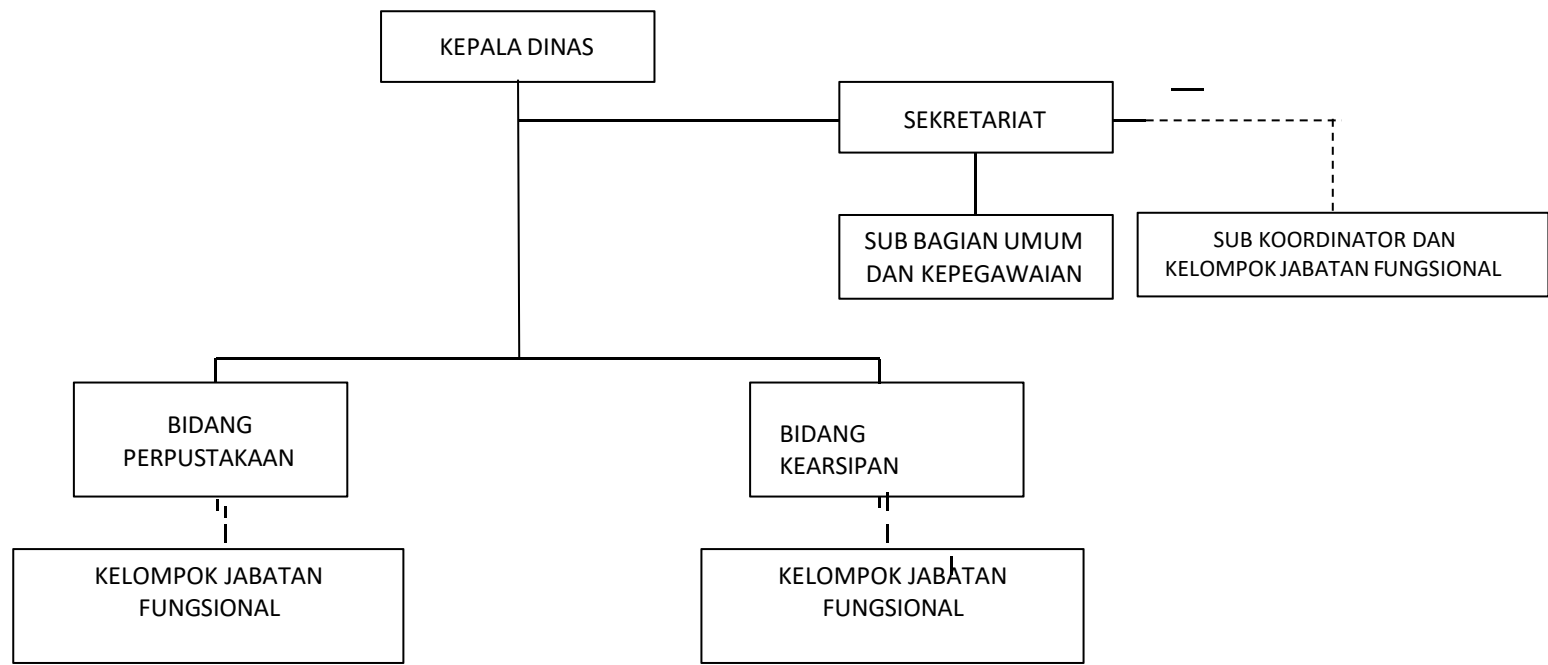 KEPALA DINAS
SEKRETARIAT
SUB BAGIAN UMUM
DAN KEPEGAWAIAN
SUB KOORDINATOR DAN
KELOMPOK JABATAN FUNGSIONAL
BIDANG
PERPUSTAKAAN
BIDANG
KEARSIPAN
KELOMPOK JABATAN
FUNGSIONAL
KELOMPOK JABATAN
FUNGSIONAL